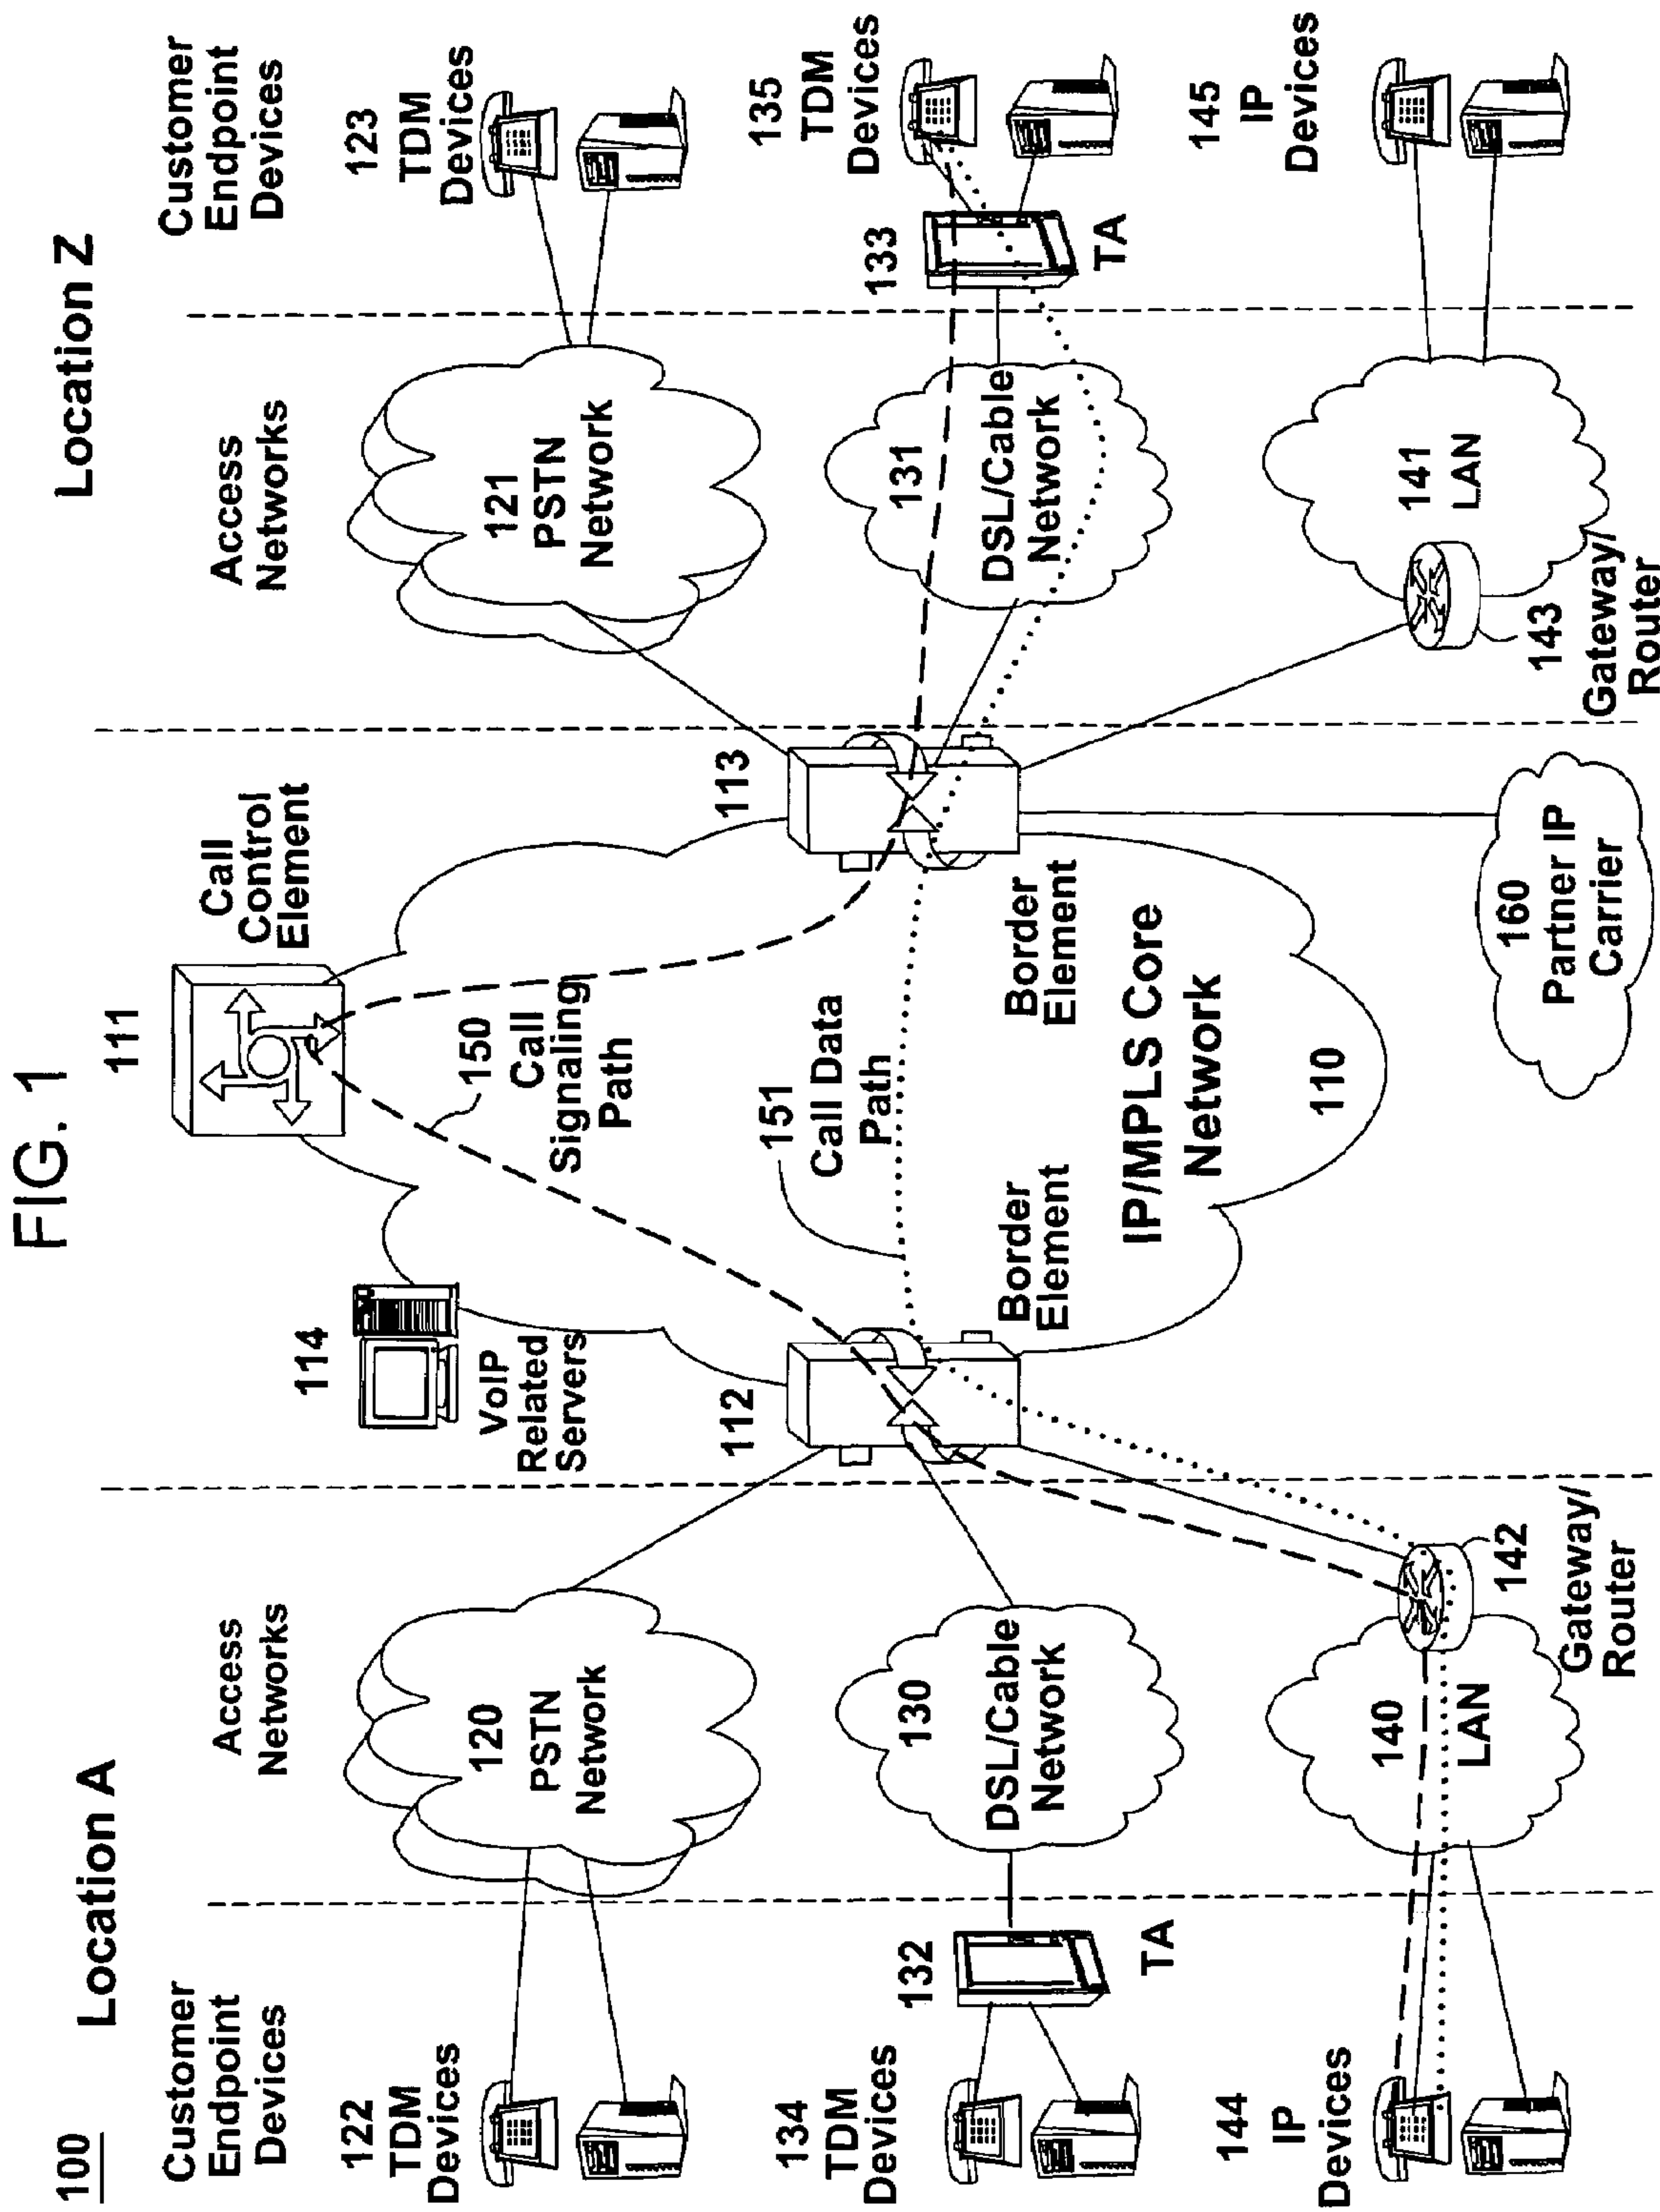 FIG. 1
100
Location A
Location Z
Customer
Endpoint
Devices
Access
Networks
114
VoIP
Related
Servers
111
Call
Control
Element
Access
Networks
Customer
Endpoint
Devices
122
TDM
Devices
120
PSTN
Network
150
Call
Signaling
Path
121
PSTN
Network
123
TDM
Devices
134
TDM
Devices
132
TA
130
DSL/Cable
Network
112
Border
Element
151
Call Data
Path
113
Border
Element
131
DSL/Cable
Network
133
TA
135
TDM
Devices
IP/MPLS Core
Network
110
144
IP
Devices
140
LAN
142
Gateway/
Router
160
Partner IP
Carrier
143
Gateway/
Router
141
LAN
145
IP
Devices